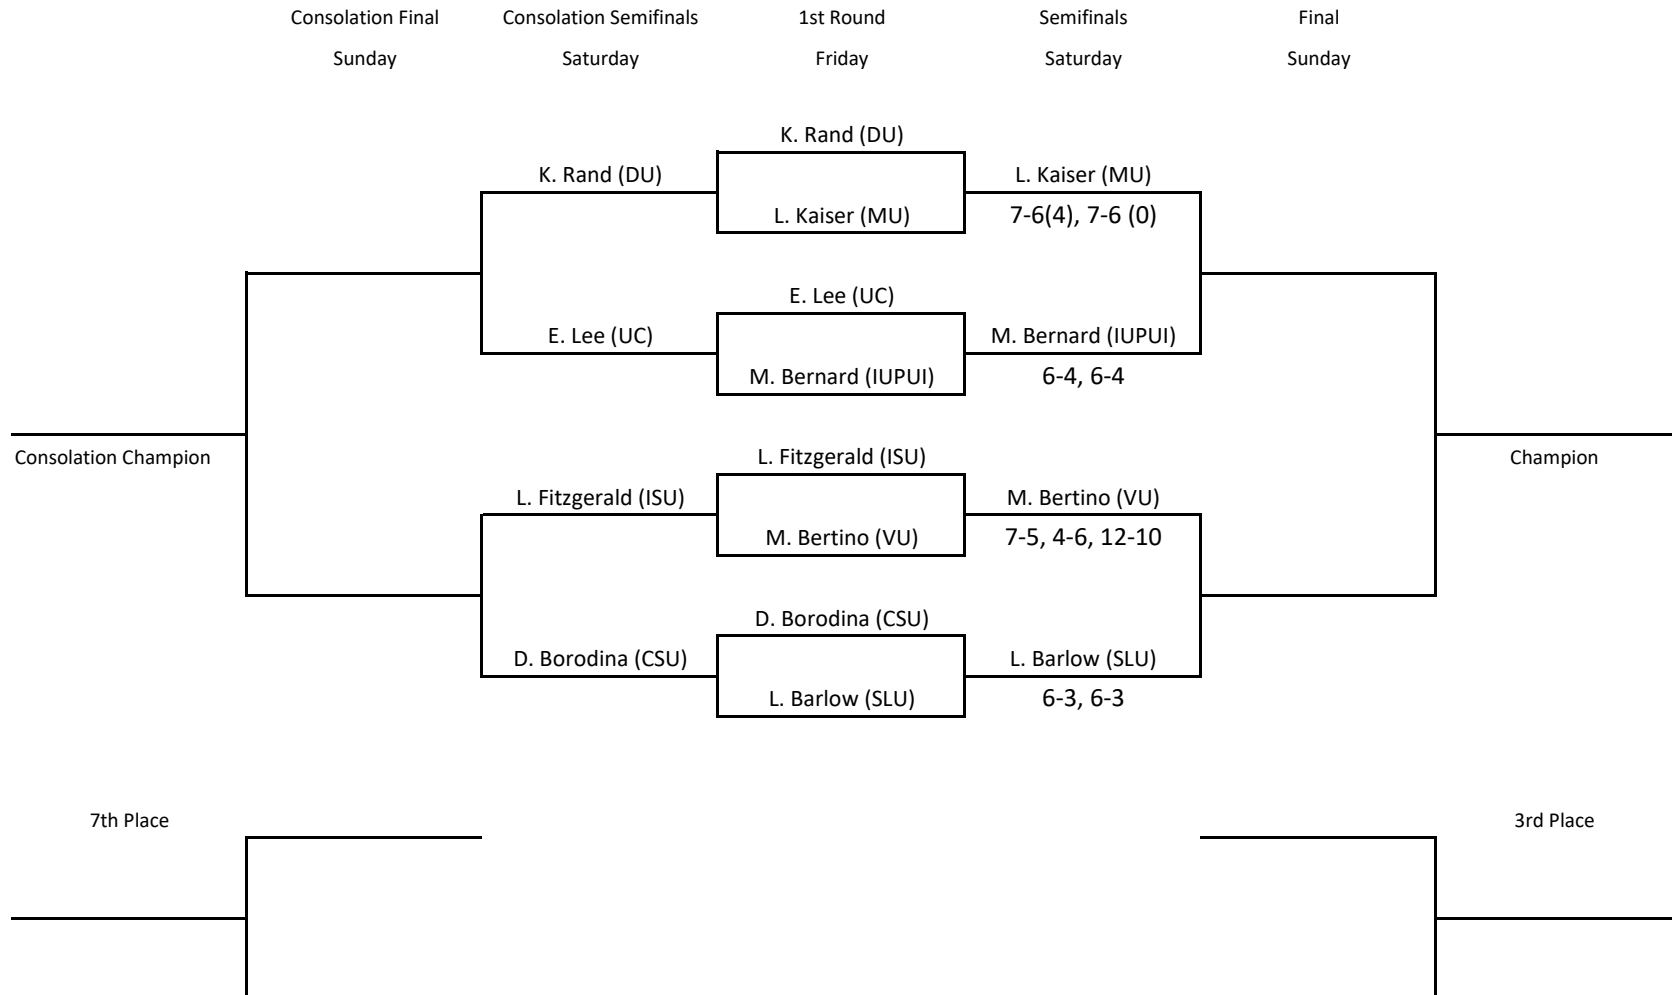 Consolation Final Consolation Semifinals 1st Round Semifinals Final
Sunday Saturday Friday Saturday Sunday
K. Rand (DU)
K. Rand (DU) L. Kaiser (MU)
L. Kaiser (MU) 7-6(4), 7-6 (0)
E. Lee (UC)
E. Lee (UC) M. Bernard (IUPUI)
M. Bernard (IUPUI) 6-4, 6-4
Consolation Champion L. Fitzgerald (ISU) Champion
L. Fitzgerald (ISU) M. Bertino (VU)
M. Bertino (VU) 7-5, 4-6, 12-10
D. Borodina (CSU)
D. Borodina (CSU) L. Barlow (SLU)
L. Barlow (SLU) 6-3, 6-3
7th Place 3rd Place